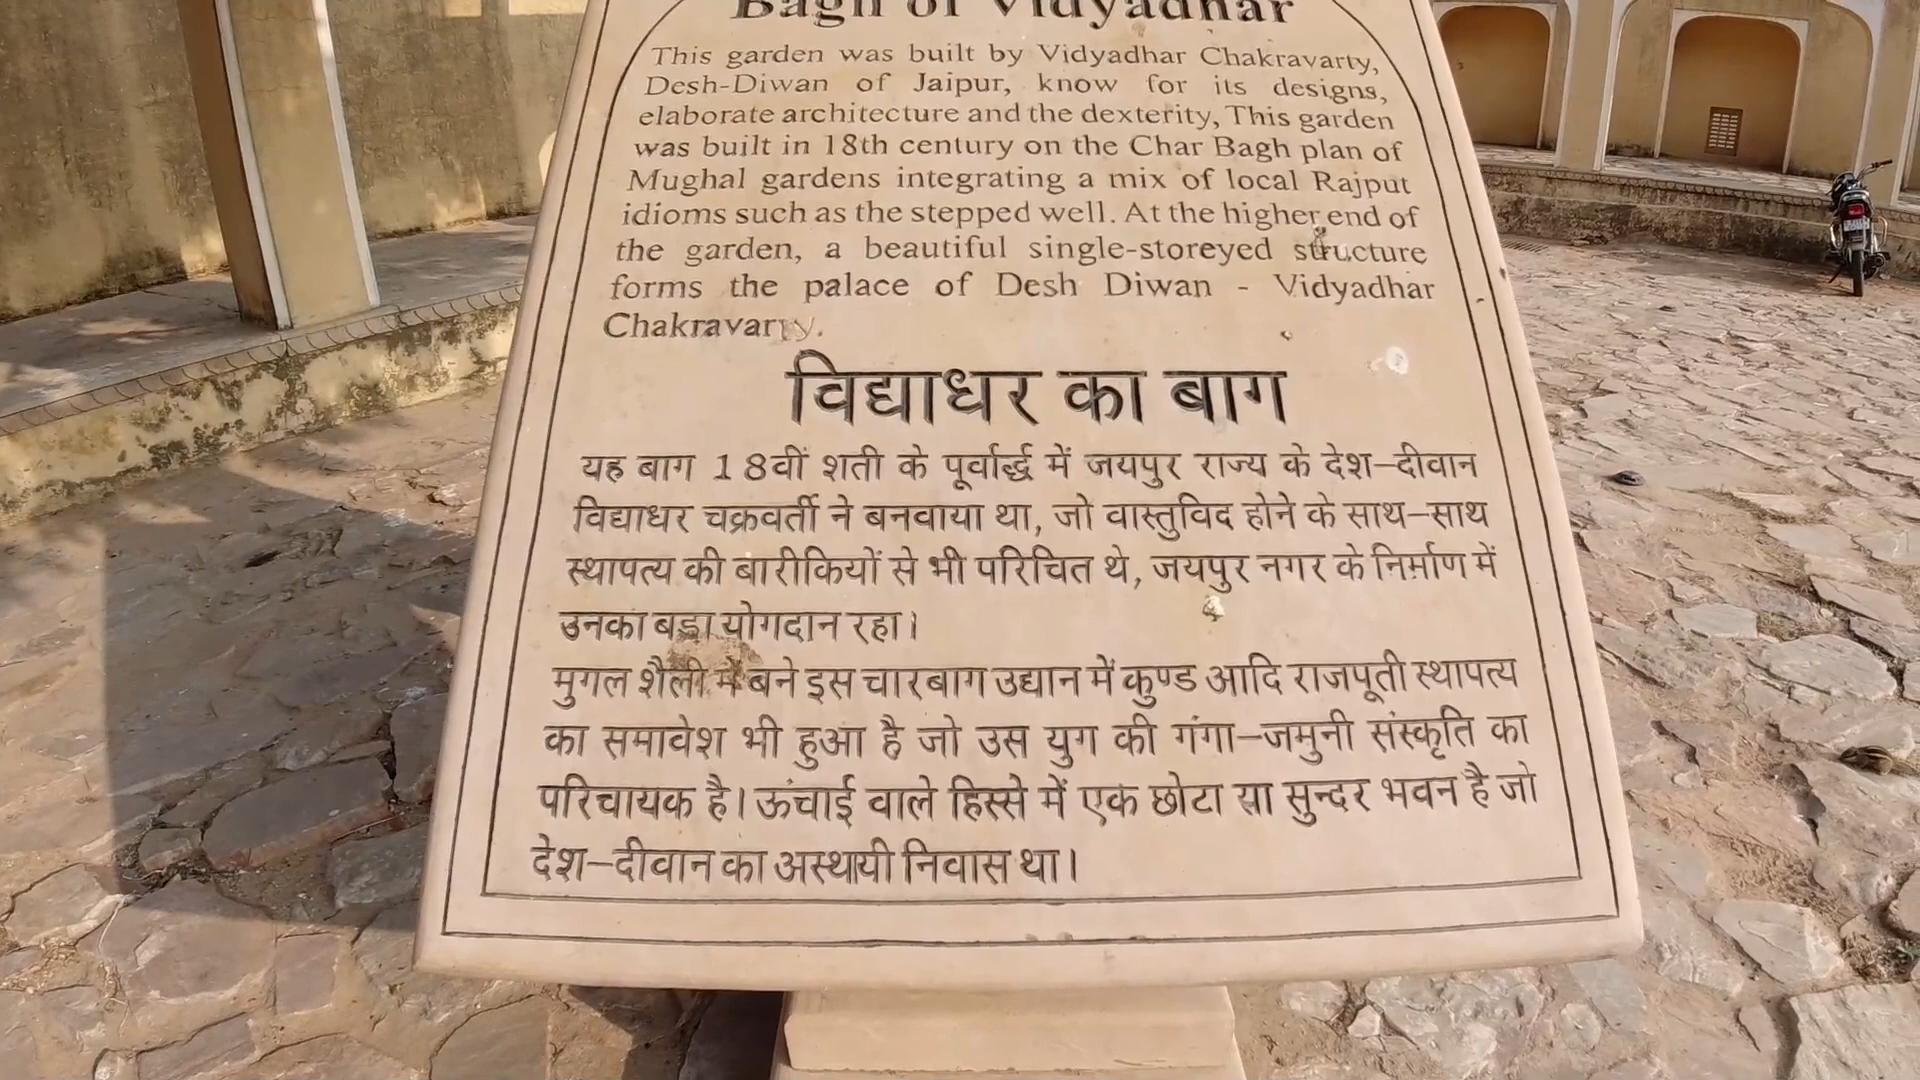 Bagh of Vidyadhar
This garden was built by Vidyadhar Chakravarty,
Desh-Diwan of Jaipur, know for its designs,
elaborate architecture and the dexterity, This garden
was built in 18th century on the Char Bagh plan of
Mughal gardens integrating a mix of local Rajput
idioms such as the stepped well. At the higher end of
the garden, a beautiful single-storeyed structure
forms the palace of Desh Diwan - Vidyadhar
Chakravarty.
विद्याधर का बाग
यह बाग 18वीं शती के पूर्वार्द्ध में जयपुर राज्य के देश–दीवान
विद्याधर चक्रवर्ती ने बनवाया था, जो वास्तुविद होने के साथ–साथ
स्थापत्य की बारीकियों से भी परिचित थे, जयपुर नगर के निर्माण में
उनका बड़ा योगदान रहा।
मुगल शैली में बने इस चारबाग उद्यान में कुण्ड आदि राजपूती स्थापत्य
का समावेश भी हुआ है जो उस युग की गंगा–जमुनी संस्कृति का
परिचायक है। ऊंचाई वाले हिस्से में एक छोटा सा सुन्दर भवन है जो
देश–दीवान का अस्थायी निवास था।